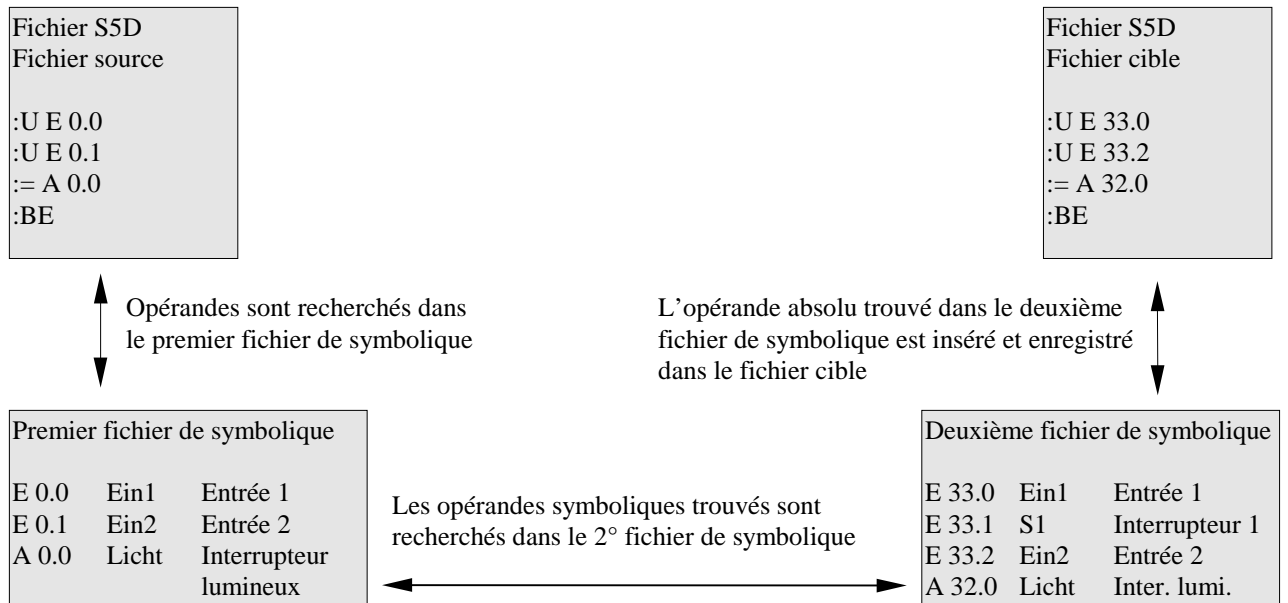 Fichier S5D
Fichier source
:U E 0.0
:U E 0.1
:= A 0.0
:BE
Fichier S5D
Fichier cible
:U E 33.0
:U E 33.2
:= A 32.0
:BE
Opérandes sont recherchés dans
le premier fichier de symbolique
L'opérande absolu trouvé dans le deuxième
fichier de symbolique est inséré et enregistré
dans le fichier cible
Premier fichier de symbolique
E 0.0 Ein1 Entrée 1
E 0.1 Ein2 Entrée 2
A 0.0 Licht Interrupteur
lumineux
Les opérandes symboliques trouvés sont
recherchés dans le 2° fichier de symbolique
Deuxième fichier de symbolique
E 33.0 Ein1 Entrée 1
E 33.1 S1 Interrupteur 1
E 33.2 Ein2 Entrée 2
A 32.0 Licht Inter. lumi.